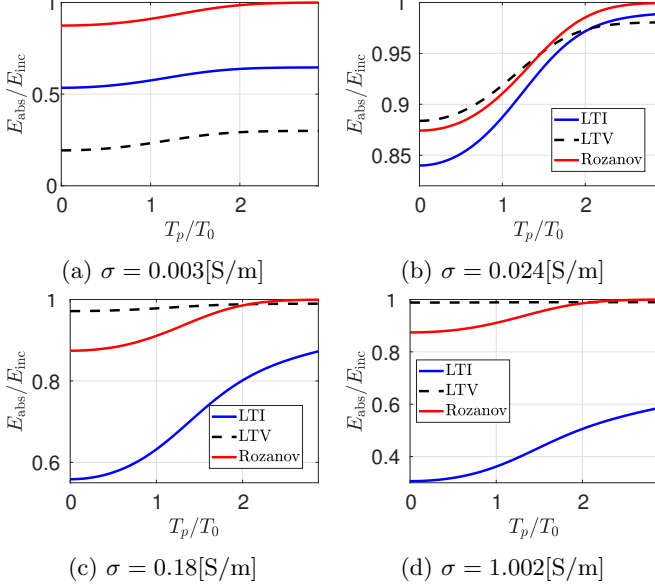 1
0.5
0
E_abs/E_inc
0 1 2
T_p/T_0
(a) σ = 0.003[S/m]
0.95
0.9
0.85
E_abs/E_inc
LTI
LTV
Rozanov
0 1 2
T_p/T_0
(b) σ = 0.024[S/m]
1
0.8
0.6
E_abs/E_inc
LTI
LTV
Rozanov
0 1 2
T_p/T_0
(c) σ = 0.18[S/m]
1
0.8
0.6
0.4
E_abs/E_inc
LTI
LTV
Rozanov
0 1 2
T_p/T_0
(d) σ = 1.002[S/m]